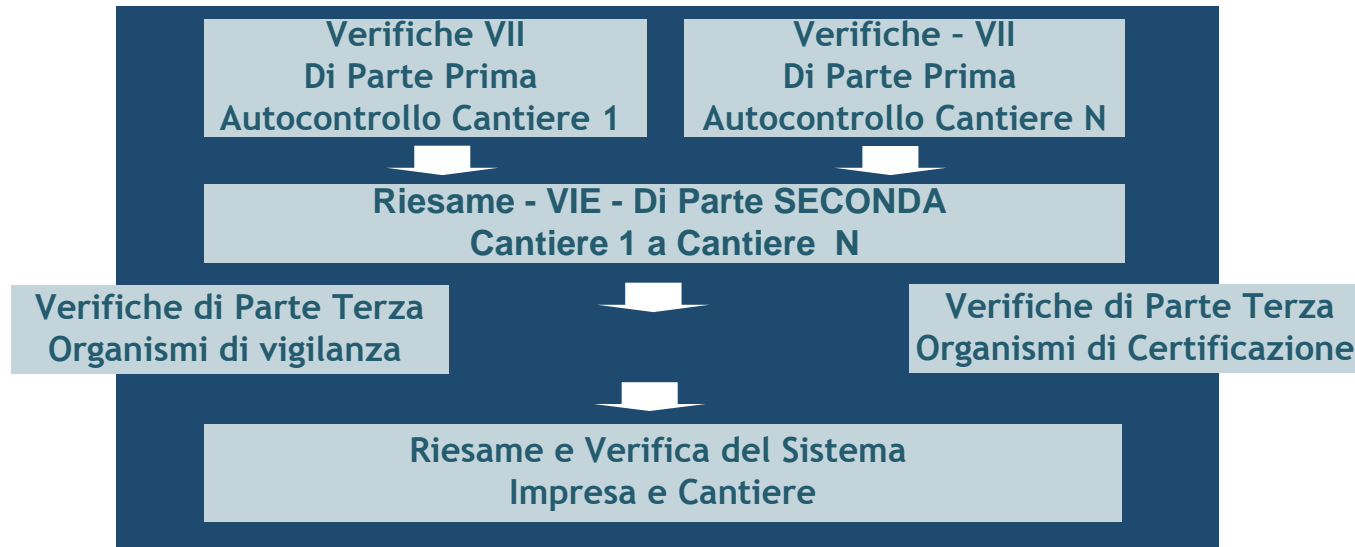 Verifiche VII
Di Parte Prima
Autocontrollo Cantiere 1
Verifiche – VII
Di Parte Prima
Autocontrollo Cantiere N
Riesame - VIE - Di Parte SECONDA
Cantiere 1 a Cantiere N
Verifiche di Parte Terza
Organismi di vigilanza
Verifiche di Parte Terza
Organismi di Certificazione
Riesame e Verifica del Sistema
Impresa e Cantiere